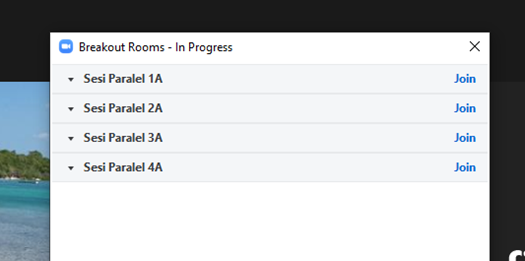 Breakout Rooms - In Progress
Sesi Paralel 1A Join
Sesi Paralel 2A Join
Sesi Paralel 3A Join
Sesi Paralel 4A Join